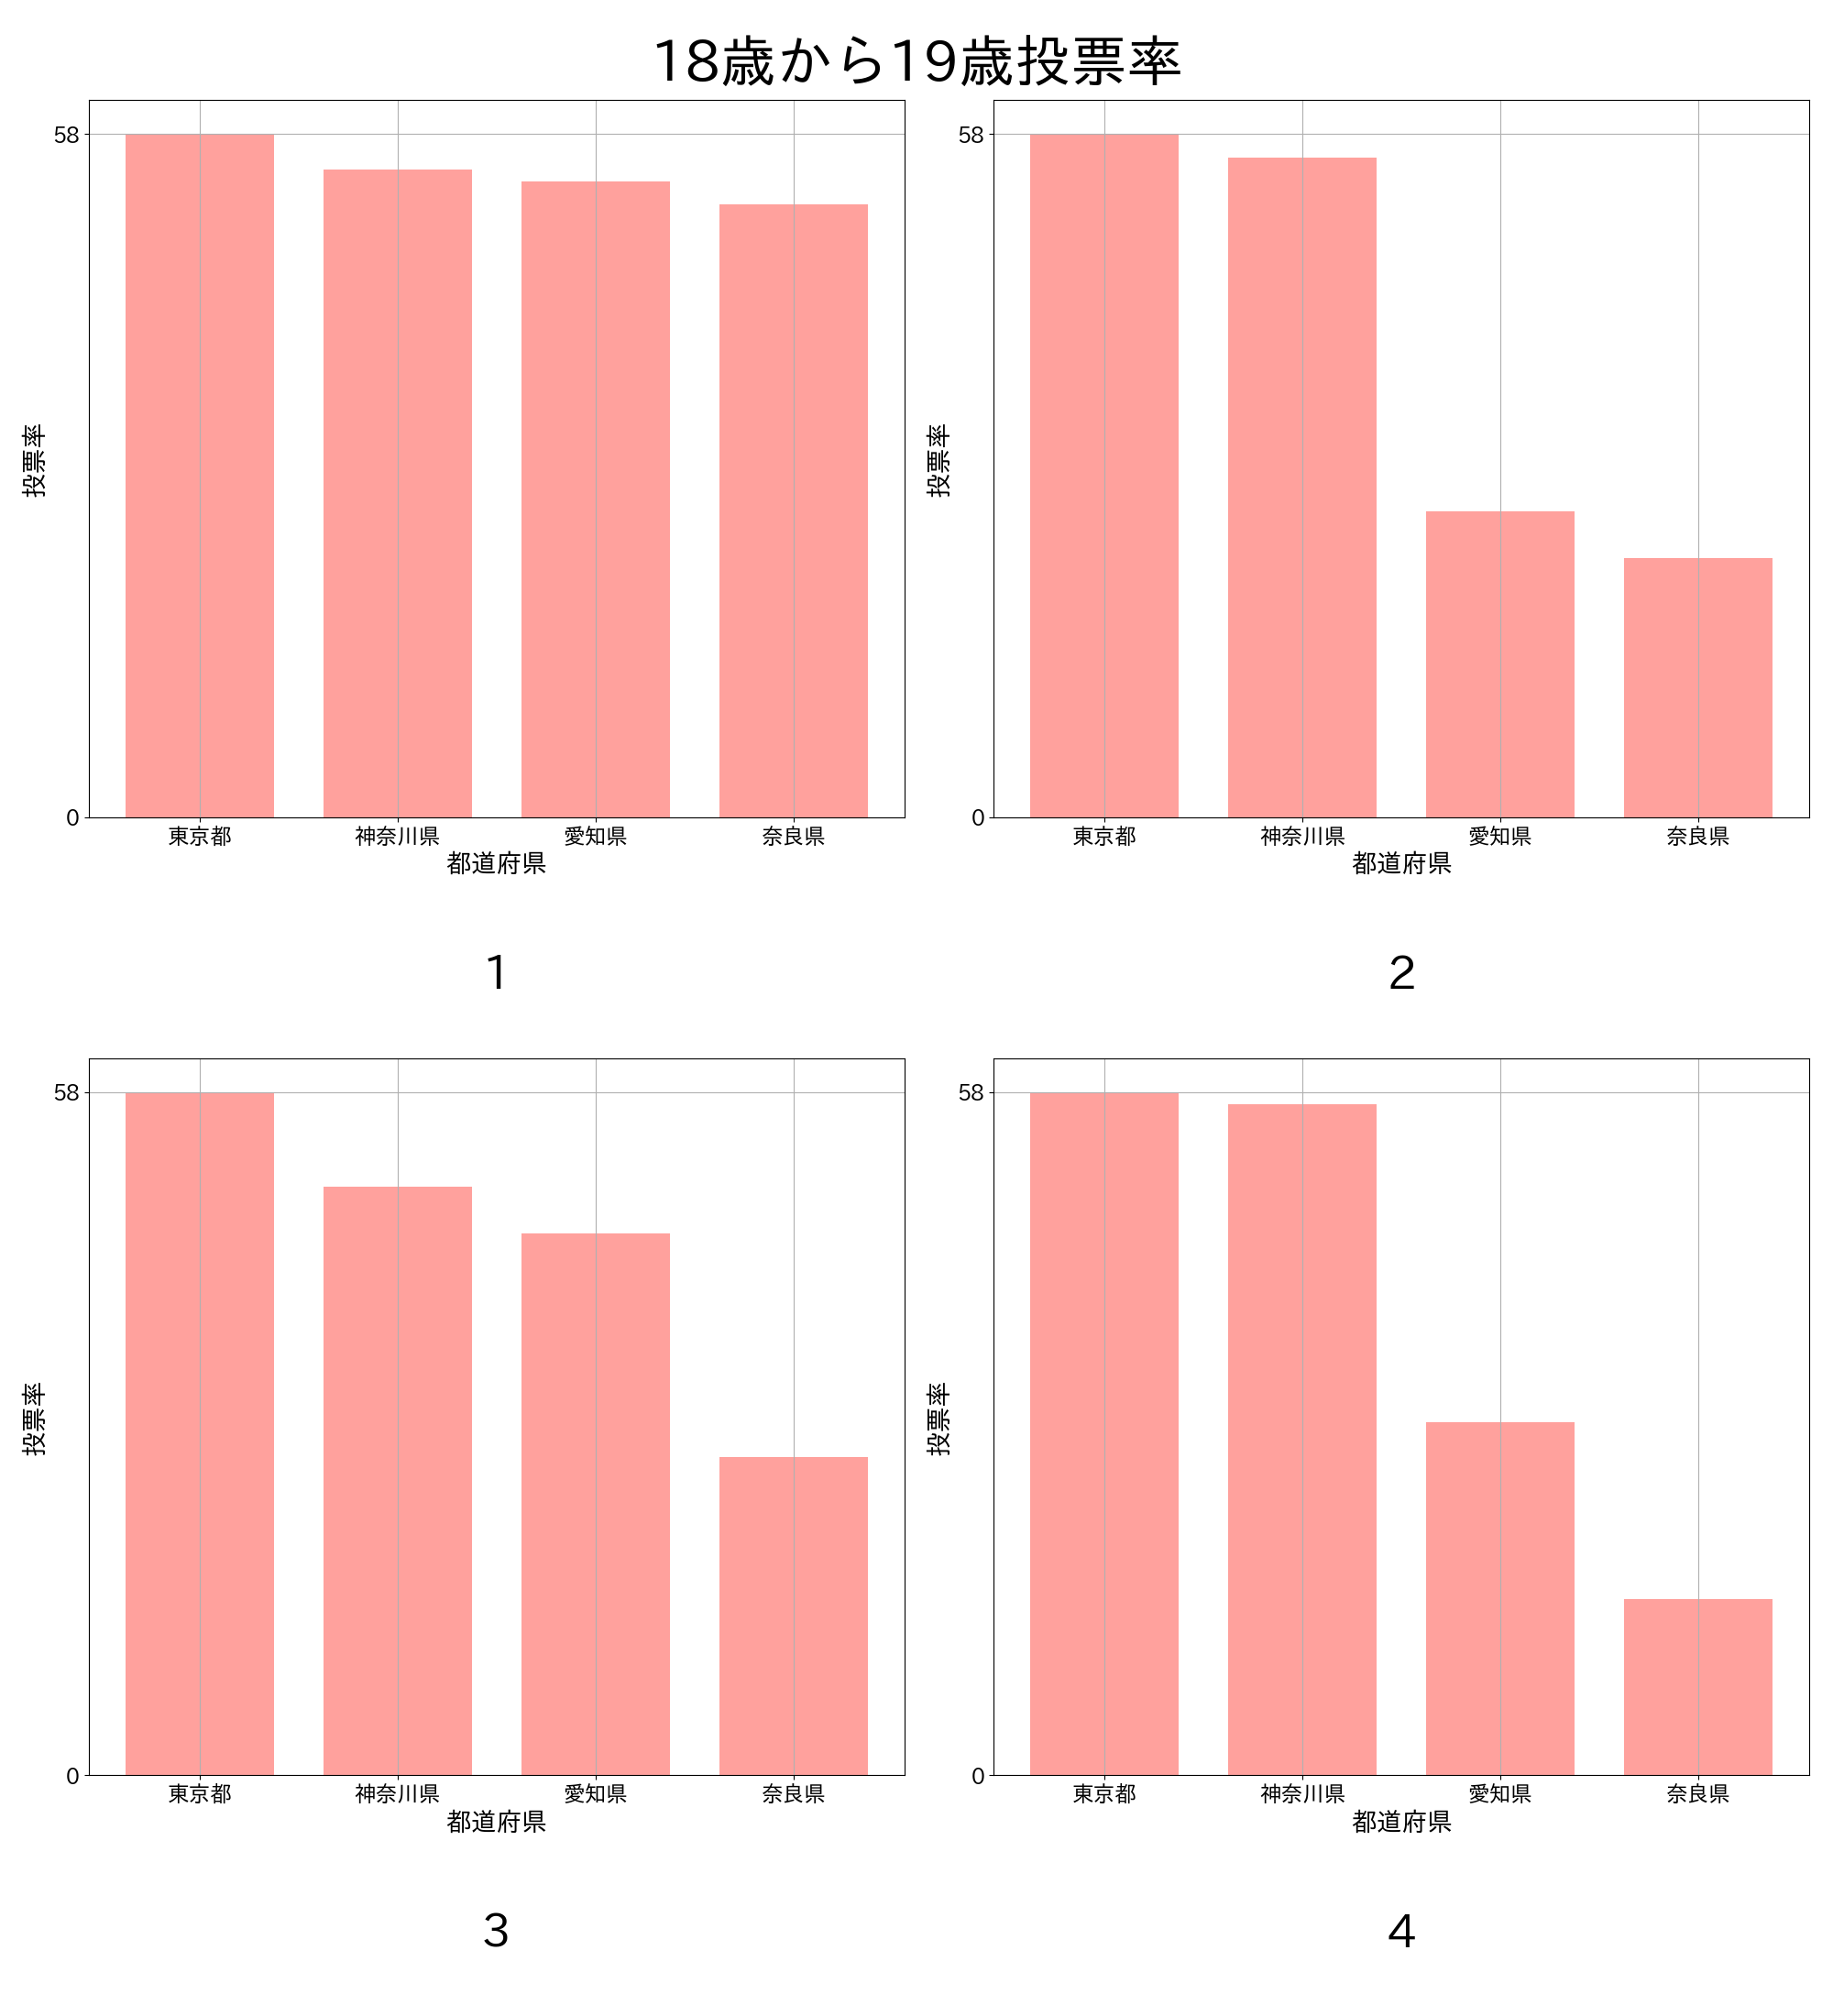 18歳から19歳投票率
58
0
投票率
東京都 神奈川県 愛知県 奈良県
都道府県
1
58
0
投票率
東京都 神奈川県 愛知県 奈良県
都道府県
2
58
0
投票率
東京都 神奈川県 愛知県 奈良県
都道府県
3
58
0
投票率
東京都 神奈川県 愛知県 奈良県
都道府県
4